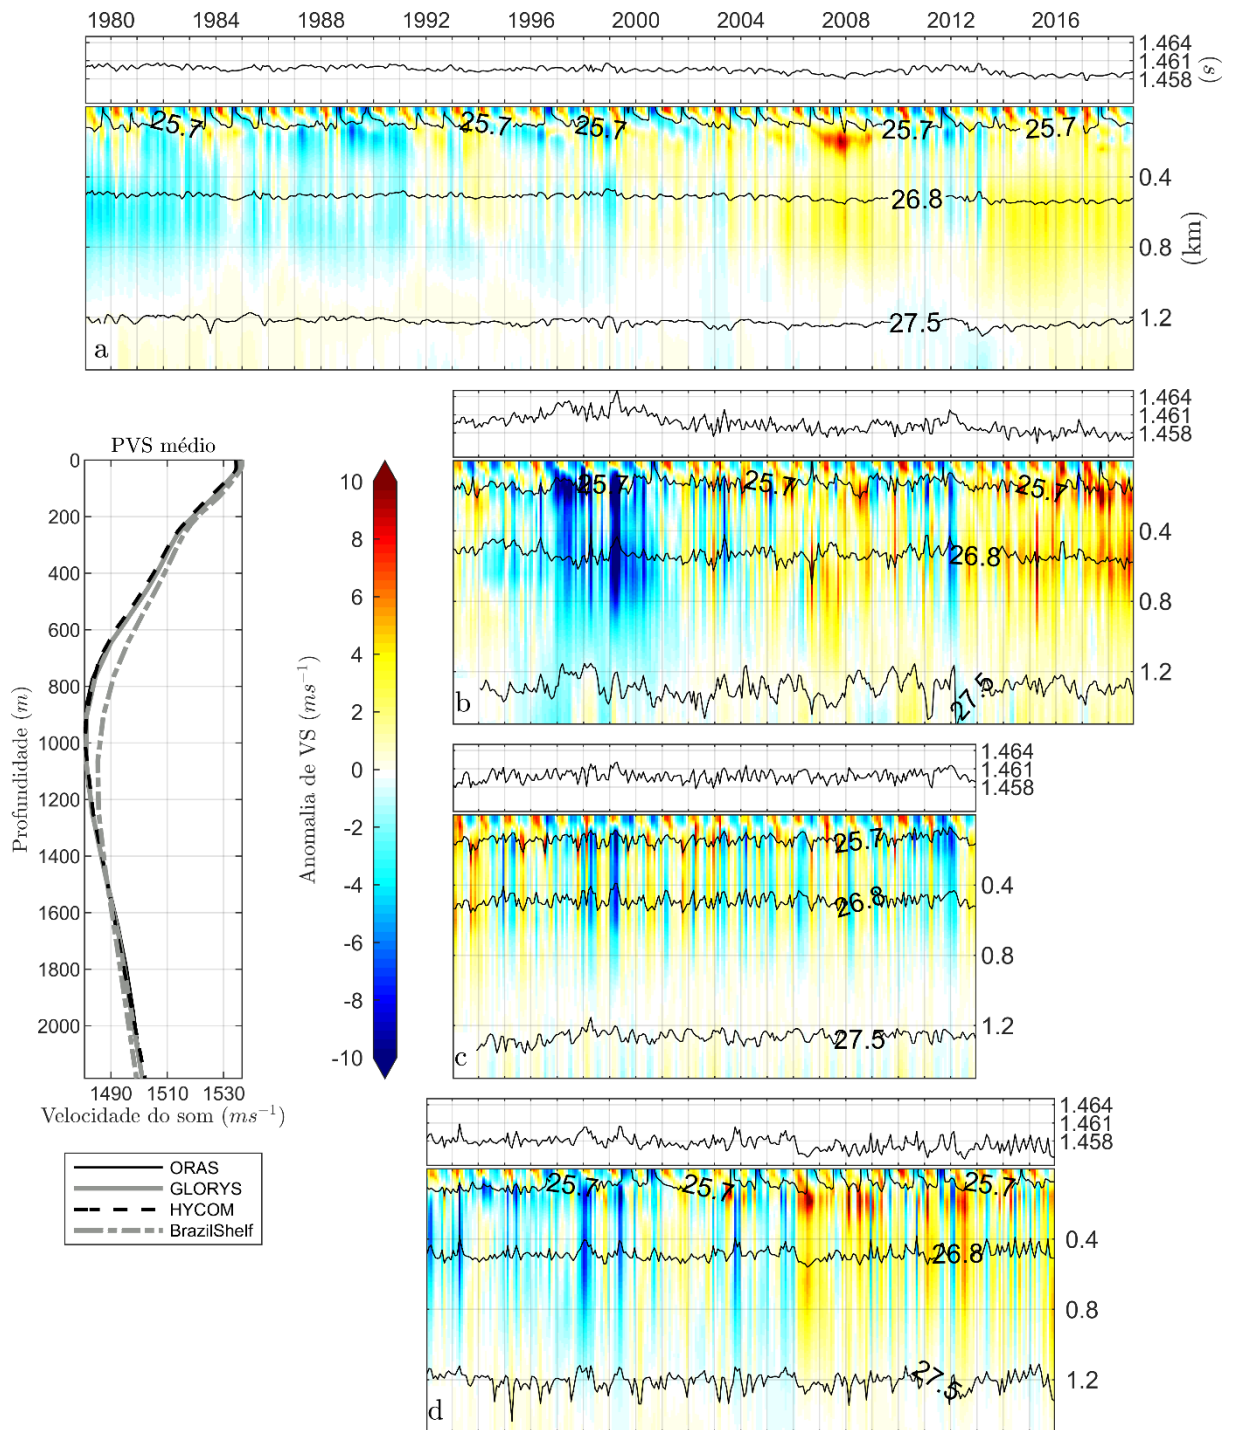 1980 1984 1988 1992 1996 2000 2004 2008 2012 2016
1.464
1.461
1.458
(s)
25.7 25.7 25.7 25.7 25.7
0.4
26.8
0.8
(km)
27.5
1.2
a
1.464
1.461
1.458
25.7 25.7 25.7
0.4
26.8
0.8
1.2
27.5
b
PVS médio
0
200
400
600
800
1000
1200
1400
1600
1800
2000
Profundidade (m)
1490 1510 1530
Velocidade do som (ms⁻¹)
ORAS
GLORYS
HYCOM
BrazilShelf
10
8
6
4
2
0
-2
-4
-6
-8
-10
Anomalia de VS (ms⁻¹)
1.464
1.461
1.458
25.7
0.4
26.8
0.8
1.2
27.5
c
1.464
1.461
1.458
25.7 25.7 25.7
0.4
26.8
0.8
1.2
27.5
d